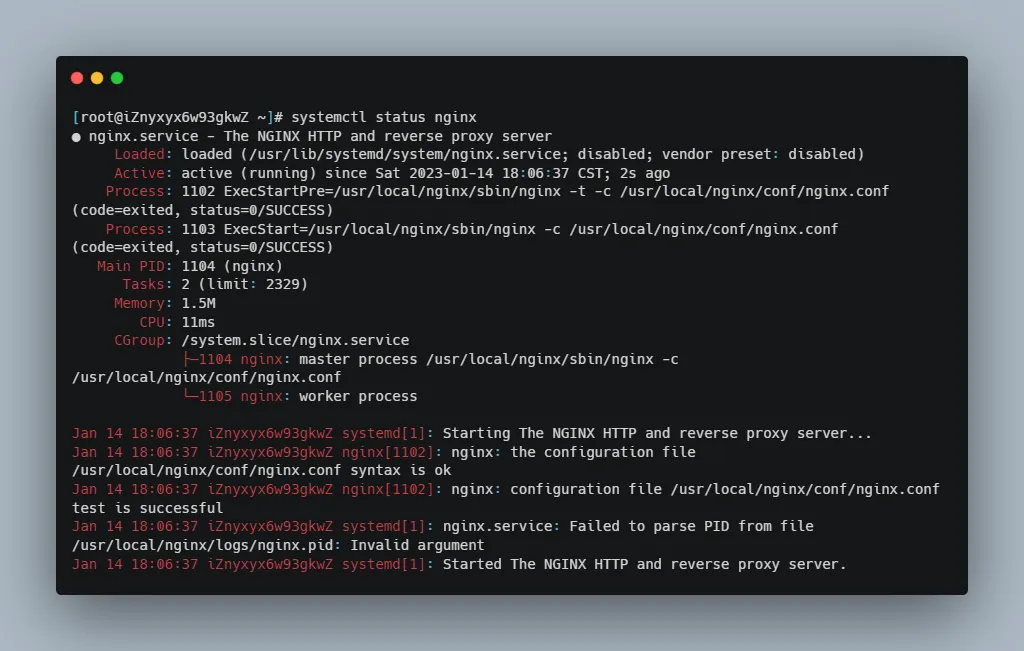 [root@iZnyxyx6w93gkwZ ~]# systemctl status nginx
● nginx.service - The NGINX HTTP and reverse proxy server
     Loaded: loaded (/usr/lib/systemd/system/nginx.service; disabled; vendor preset: disabled)
     Active: active (running) since Sat 2023-01-14 18:06:37 CST; 2s ago
    Process: 1102 ExecStartPre=/usr/local/nginx/sbin/nginx -t -c /usr/local/nginx/conf/nginx.conf
(code=exited, status=0/SUCCESS)
    Process: 1103 ExecStart=/usr/local/nginx/sbin/nginx -c /usr/local/nginx/conf/nginx.conf
(code=exited, status=0/SUCCESS)
   Main PID: 1104 (nginx)
      Tasks: 2 (limit: 2329)
     Memory: 1.5M
        CPU: 11ms
     CGroup: /system.slice/nginx.service
             ├─1104 nginx: master process /usr/local/nginx/sbin/nginx -c
/usr/local/nginx/conf/nginx.conf
             └─1105 nginx: worker process
Jan 14 18:06:37 iZnyxyx6w93gkwZ systemd[1]: Starting The NGINX HTTP and reverse proxy server...
Jan 14 18:06:37 iZnyxyx6w93gkwZ nginx[1102]: nginx: the configuration file
/usr/local/nginx/conf/nginx.conf syntax is ok
Jan 14 18:06:37 iZnyxyx6w93gkwZ nginx[1102]: nginx: configuration file /usr/local/nginx/conf/nginx.conf
test is successful
Jan 14 18:06:37 iZnyxyx6w93gkwZ systemd[1]: nginx.service: Failed to parse PID from file
/usr/local/nginx/logs/nginx.pid: Invalid argument
Jan 14 18:06:37 iZnyxyx6w93gkwZ systemd[1]: Started The NGINX HTTP and reverse proxy server.